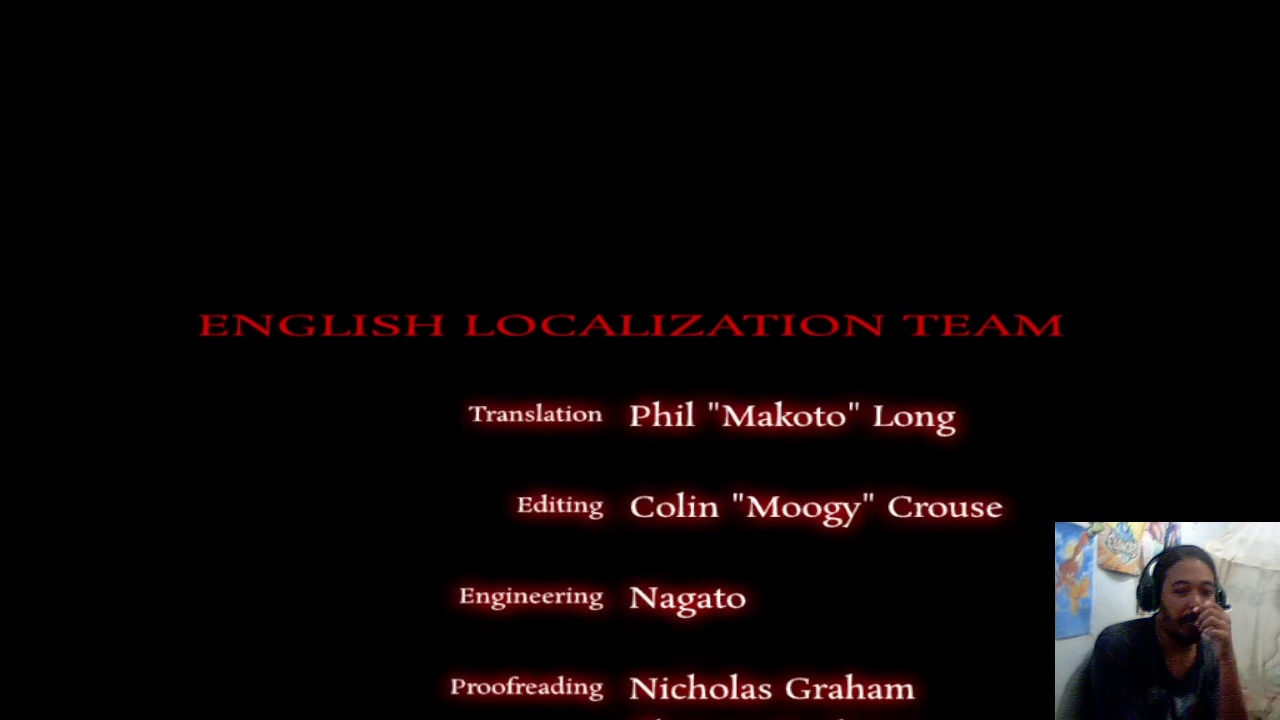 ENGLISH LOCALIZATION TEAM
Translation Phil "Makoto" Long
Editing Colin "Moogy" Crouse
Engineering Nagato
Proofreading Nicholas Graham